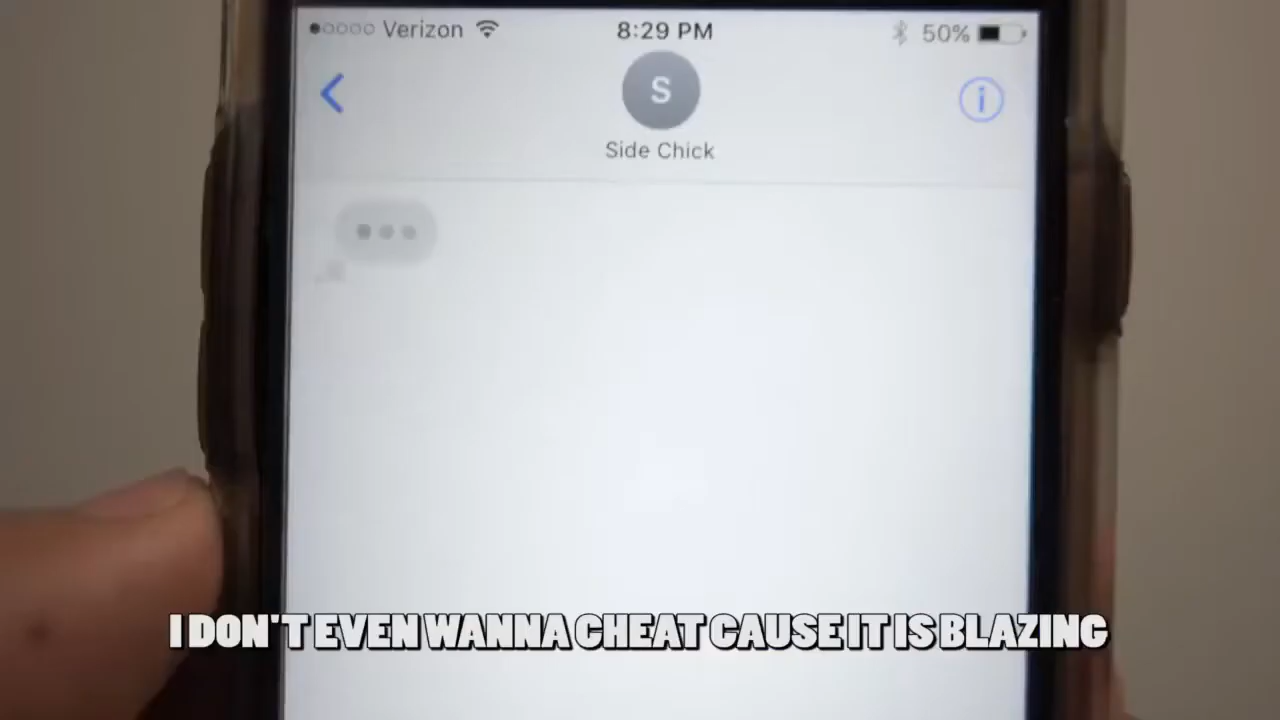 Verizon 8:29 PM 50%
S
Side Chick
I DON'T EVEN WANNA CHEAT CAUSE IT IS BLAZING